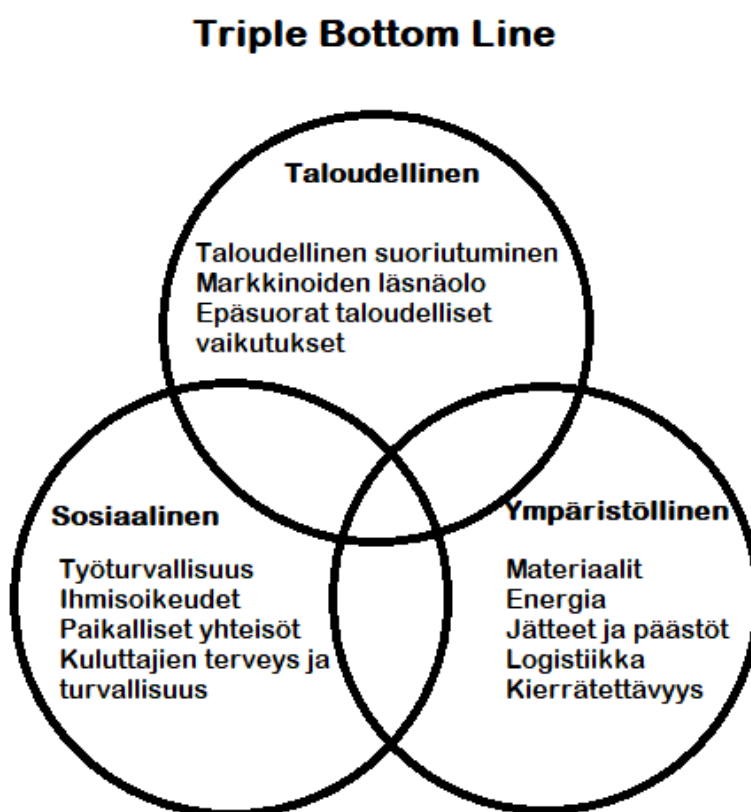 Triple Bottom Line
Taloudellinen
Taloudellinen suoriutuminen
Markkinoiden läsnäolo
Epäsuorat taloudelliset
vaikutukset
Sosiaalinen
Työturvallisuus
Ihmisoikeudet
Paikalliset yhteisöt
Kuluttajien terveys ja
turvallisuus
Ympäristöllinen
Materiaalit
Energia
Jätteet ja päästöt
Logistiikka
Kierrätettävyys